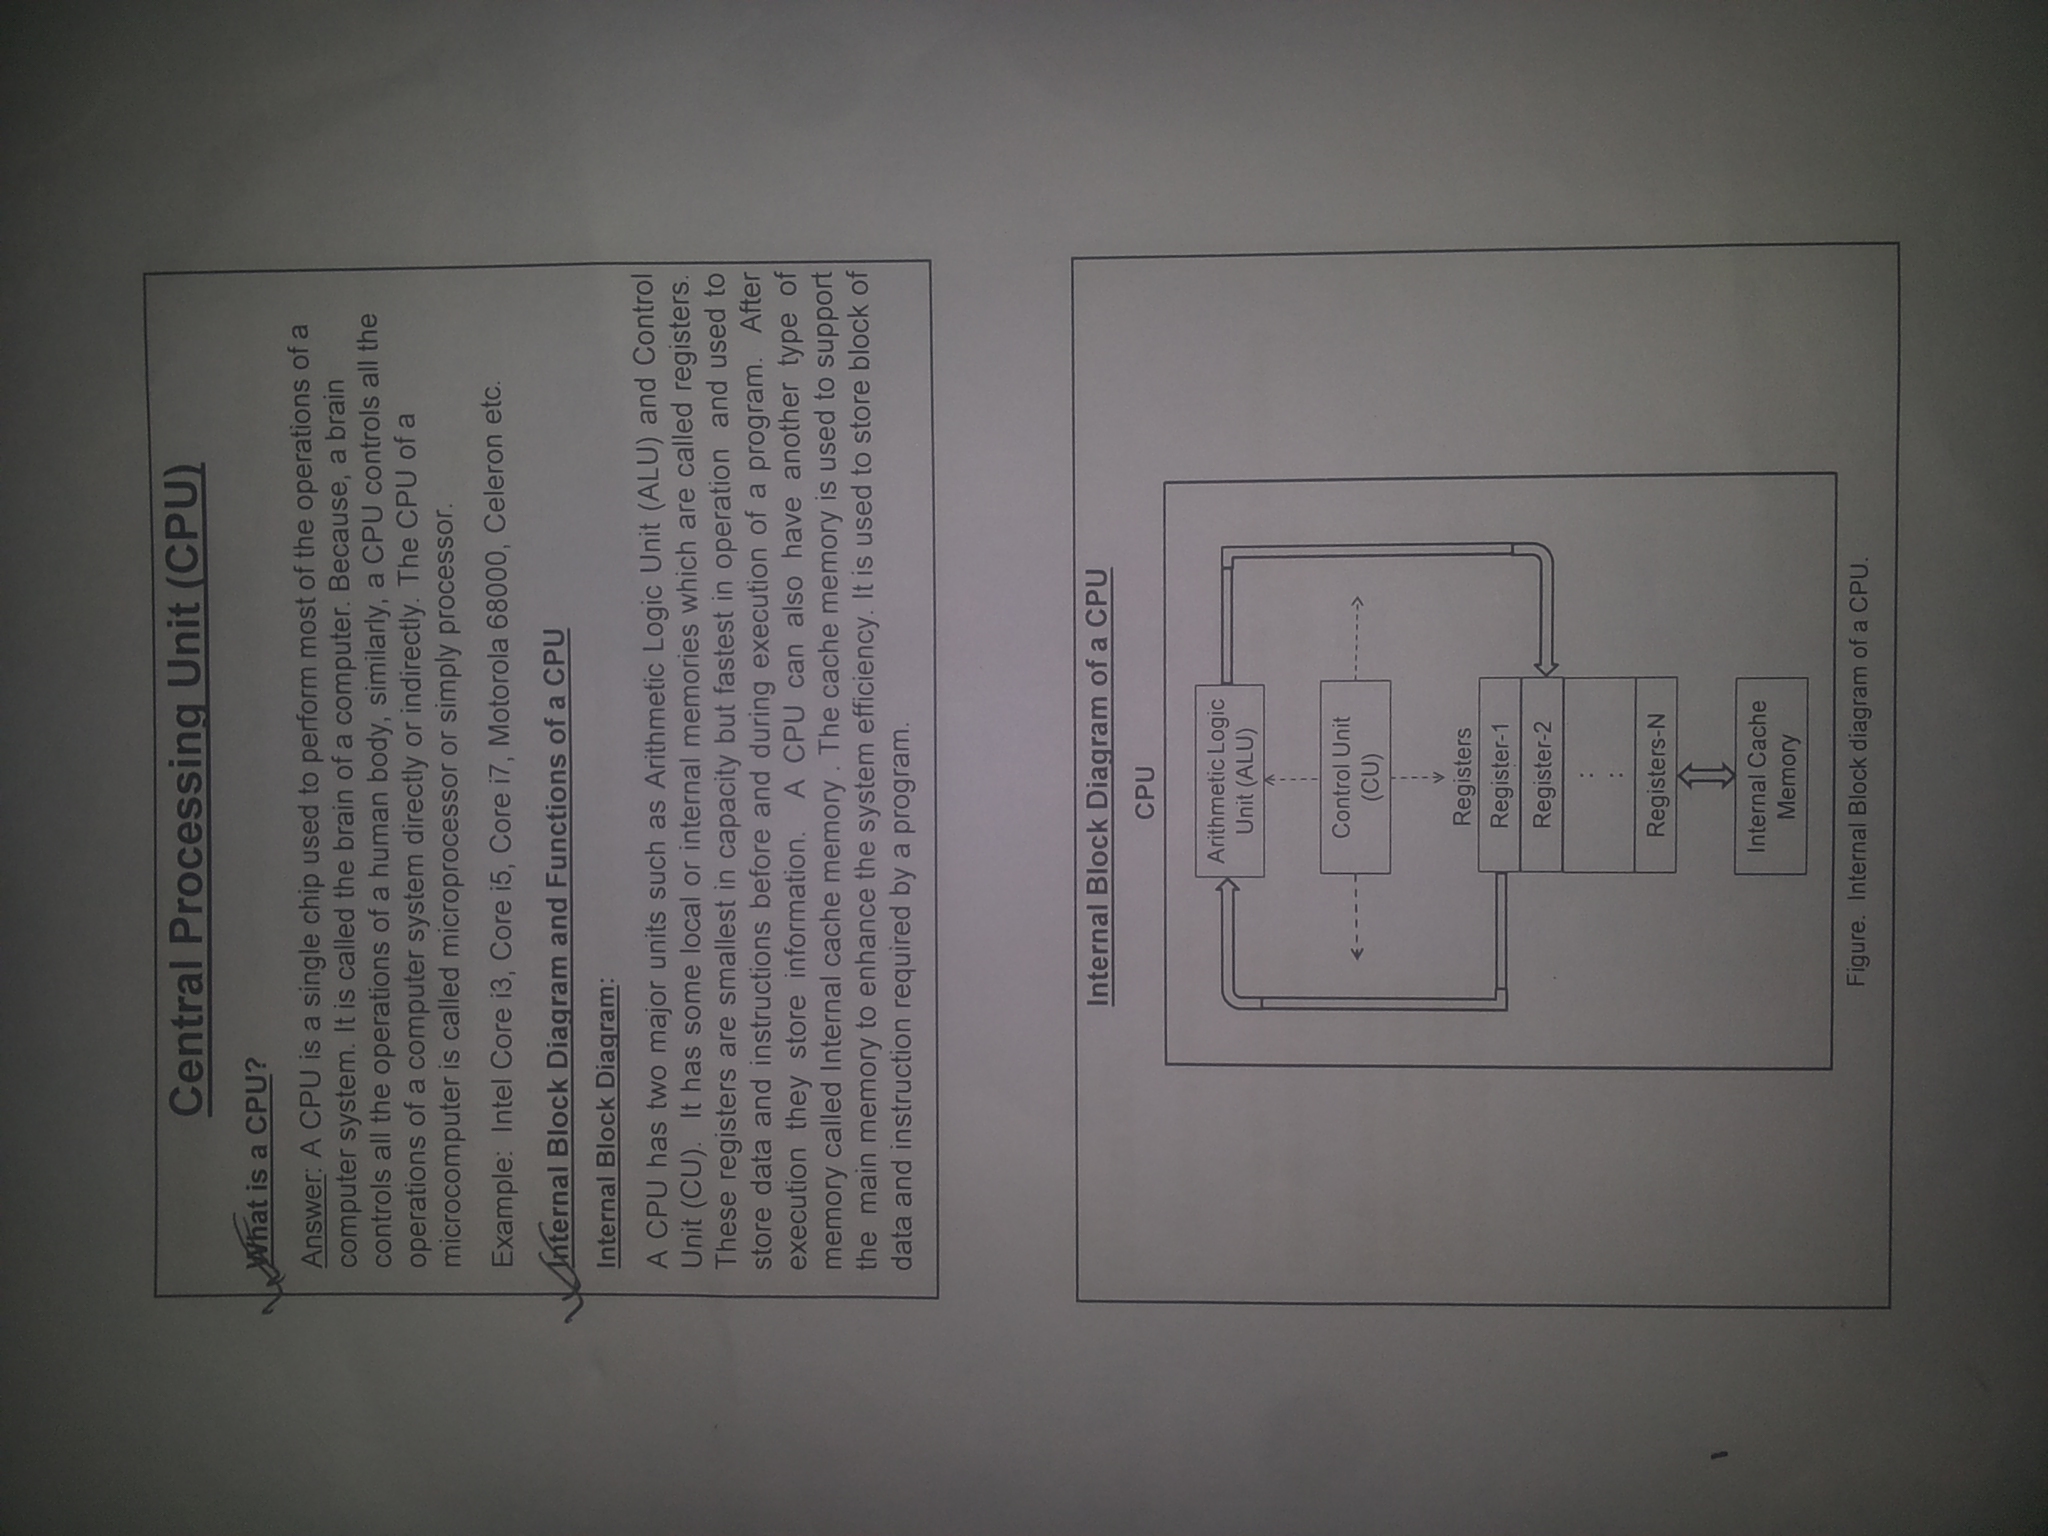 Central Processing Unit (CPU)
What is a CPU?
Answer: A CPU is a single chip used to perform most of the operations of a
computer system. It is called the brain of a computer. Because, a brain
controls all the operations of a human body, similarly, a CPU controls all the
operations of a computer system directly or indirectly. The CPU of a
microcomputer is called microprocessor or simply processor.
Example: Intel Core i3, Core i5, Core i7, Motorola 68000, Celeron etc.
Internal Block Diagram and Functions of a CPU
Internal Block Diagram:
A CPU has two major units such as Arithmetic Logic Unit (ALU) and Control
Unit (CU). It has some local or internal memories which are called registers.
These registers are smallest in capacity but fastest in operation and used to
store data and instructions before and during execution of a program. After
execution they store information. A CPU can also have another type of
memory called Internal cache memory . The cache memory is used to support
the main memory to enhance the system efficiency. It is used to store block of
data and instruction required by a program.
Internal Block Diagram of a CPU
CPU
Arithmetic Logic
Unit (ALU)
Control Unit
(CU)
Registers
Register-1
Register-2
:
:
Registers-N
Internal Cache
Memory
Figure. Internal Block diagram of a CPU.